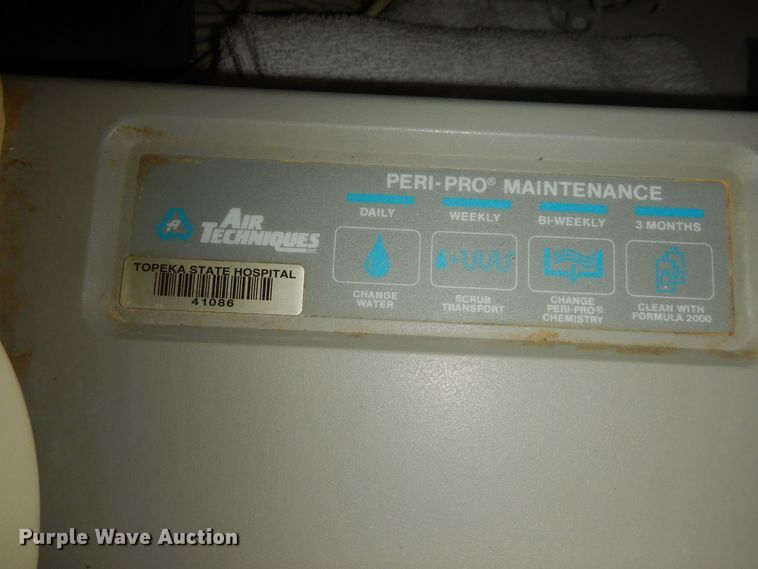 PERI-PRO® MAINTENANCE
AIR TECHNIQUES INC.
DAILY
WEEKLY
BI-WEEKLY
3 MONTHS
CHANGE
WATER
SCRUB
TRANSPORT
CHANGE
PERI-PRO®
CHEMISTRY
CLEAN WITH
FORMULA 2000
TOPEKA STATE HOSPITAL
41086
Purple Wave Auction